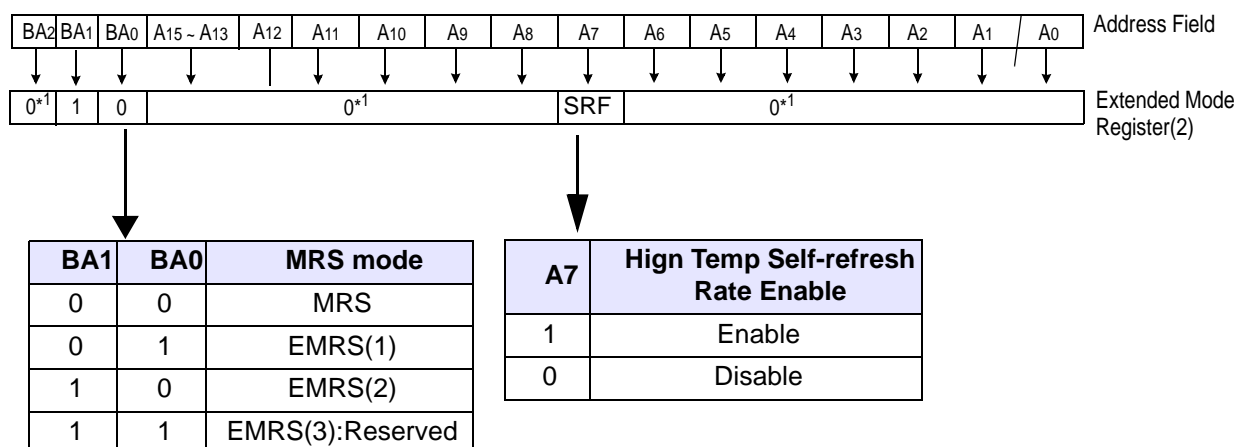 BA2 BA1 BA0 A15 ~ A13 A12 A11 A10 A9 A8 A7 A6 A5 A4 A3 A2 A1 A0 Address Field
0*1 1 0 0*1 SRF 0*1 Extended Mode
Register(2)
BA1 BA0 MRS mode
0 0 MRS
0 1 EMRS(1)
1 0 EMRS(2)
1 1 EMRS(3):Reserved
A7 Hign Temp Self-refresh
Rate Enable
1 Enable
0 Disable